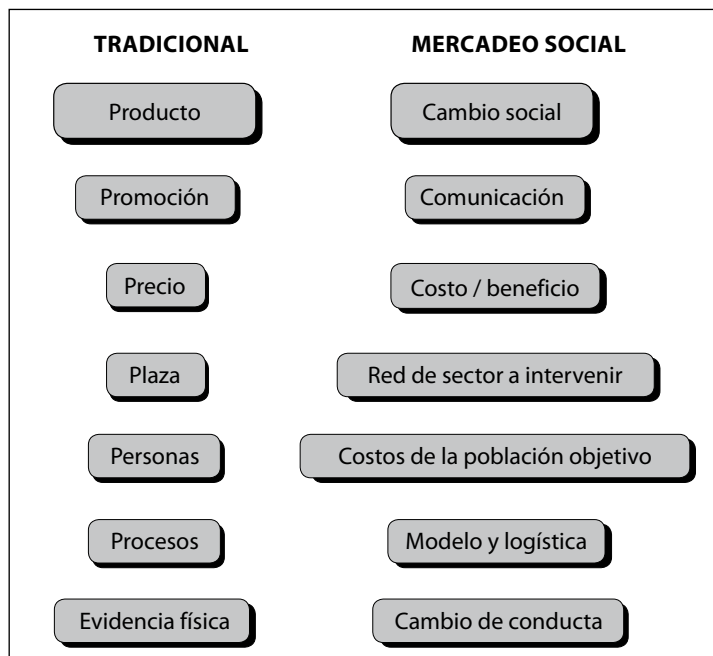 TRADICIONAL MERCADEO SOCIAL
Producto Cambio social
Promoción Comunicación
Precio Costo / beneficio
Plaza Red de sector a intervenir
Personas Costos de la población objetivo
Procesos Modelo y logística
Evidencia física Cambio de conducta